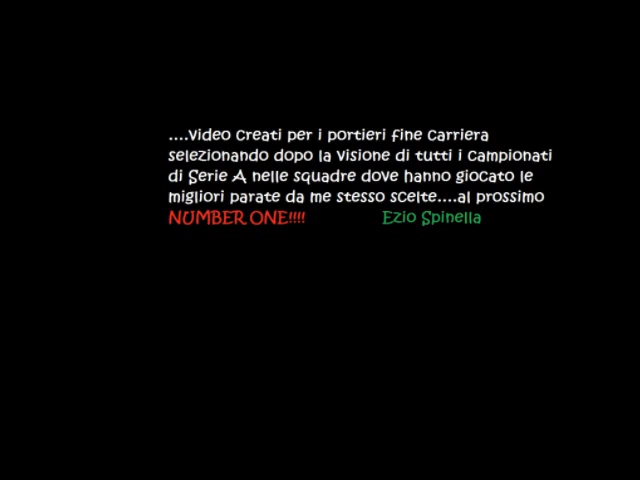 ....Video creati per i portieri fine carriera
selezionando dopo la visione di tutti i campionati
di Serie A nelle squadre dove hanno giocato le
migliori parate da me stesso scelte....al prossimo
NUMBER ONE!!!! Ezio Spinella